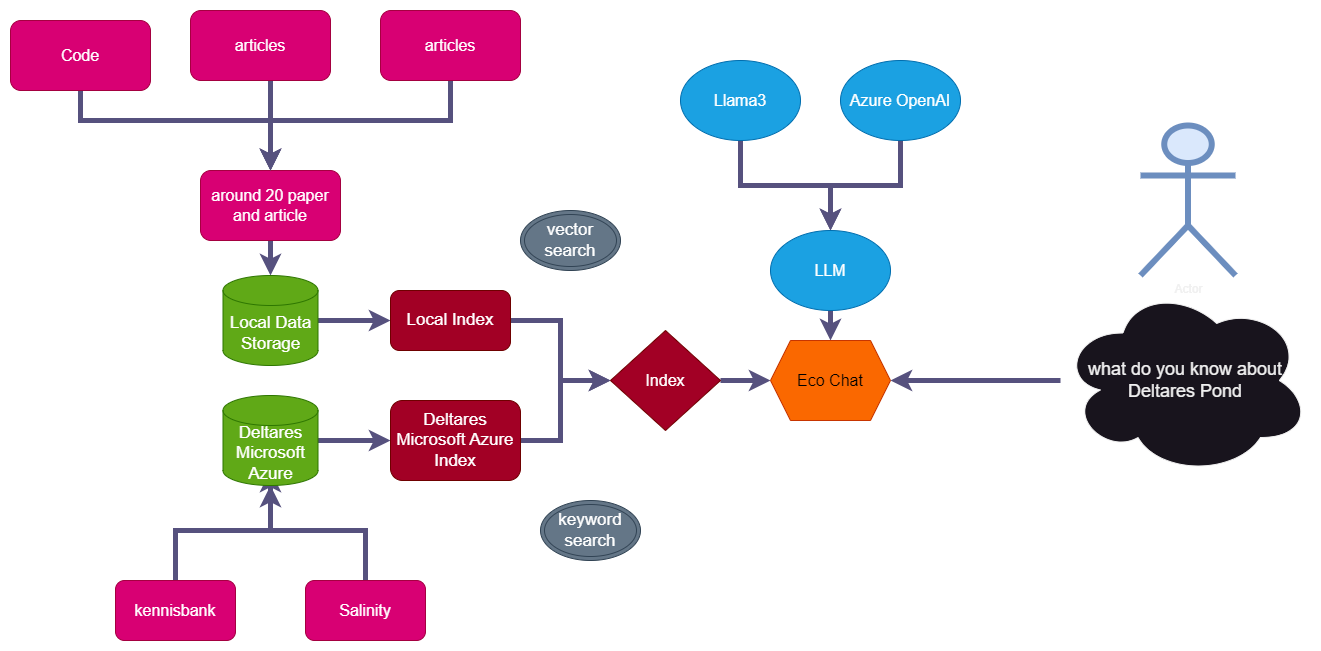 Code
articles
articles
around 20 paper
and article
Local Data
Storage
Local Index
Deltares
Microsoft
Azure
Deltares
Microsoft Azure
Index
kennisbank
Salinity
vector
search
keyword
search
Index
Llama3
Azure OpenAI
LLM
Eco Chat
Actor
what do you know about
Deltares Pond